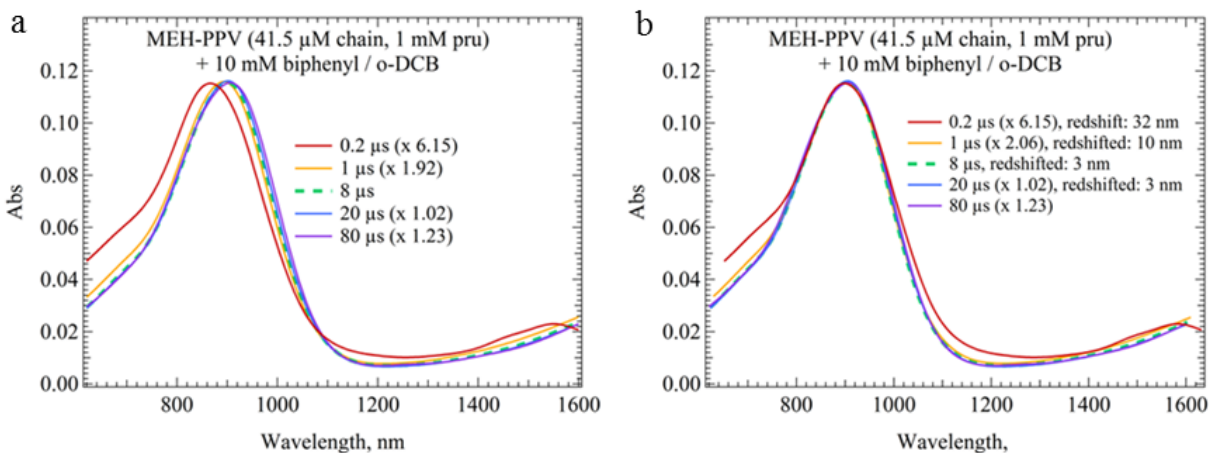 a
MEH-PPV (41.5 µM chain, 1 mM pru)
+ 10 mM biphenyl / o-DCB
0.2 µs (x 6.15)
1 µs (x 1.92)
8 µs
20 µs (x 1.02)
80 µs (x 1.23)
Abs
0.12
0.10
0.08
0.06
0.04
0.02
0.00
800 1000 1200 1400 1600
Wavelength, nm
b
MEH-PPV (41.5 µM chain, 1 mM pru)
+ 10 mM biphenyl / o-DCB
0.2 µs (x 6.15), redshift: 32 nm
1 µs (x 2.06), redshifted: 10 nm
8 µs, redshifted: 3 nm
20 µs (x 1.02), redshifted: 3 nm
80 µs (x 1.23)
Abs
0.12
0.10
0.08
0.06
0.04
0.02
0.00
800 1000 1200 1400 1600
Wavelength,